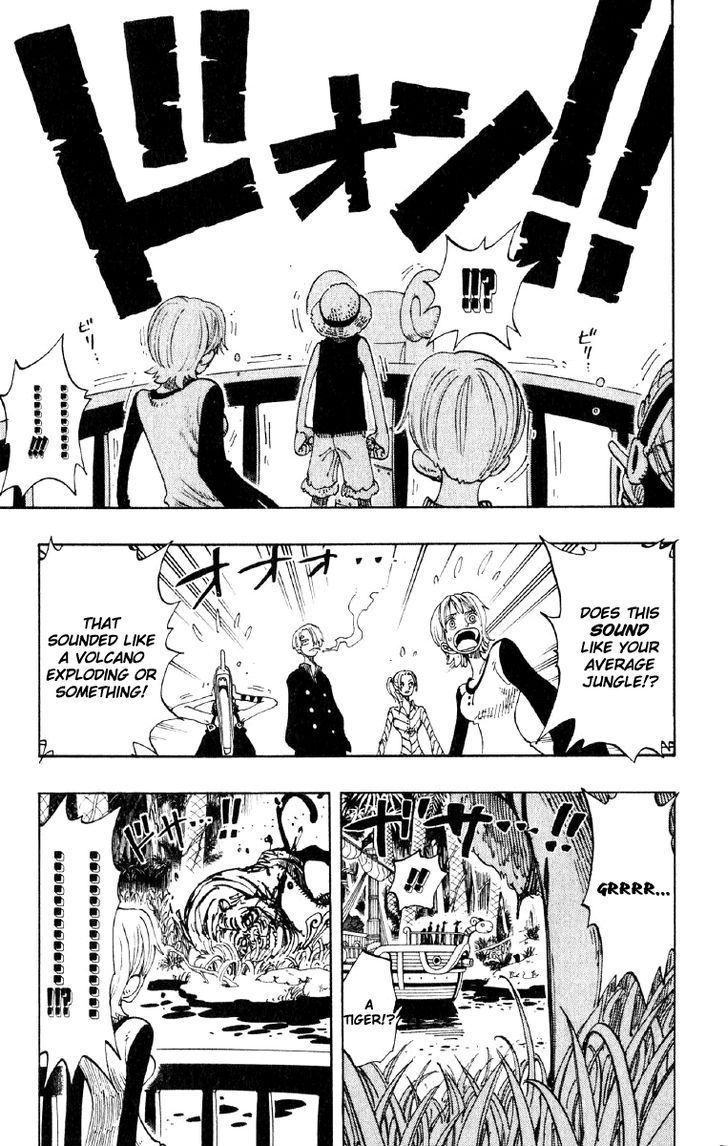 ドォン!!
!!?
ビリ
ビリ
!!!
オオオ…
DOES THIS
SOUND
LIKE YOUR
AVERAGE
JUNGLE!?
THAT
SOUNDED LIKE
A VOLCANO
EXPLODING OR
SOMETHING!
GRRRR...
ガサ…!!
!!
A
TIGER!?
ドサ…!!
!!?